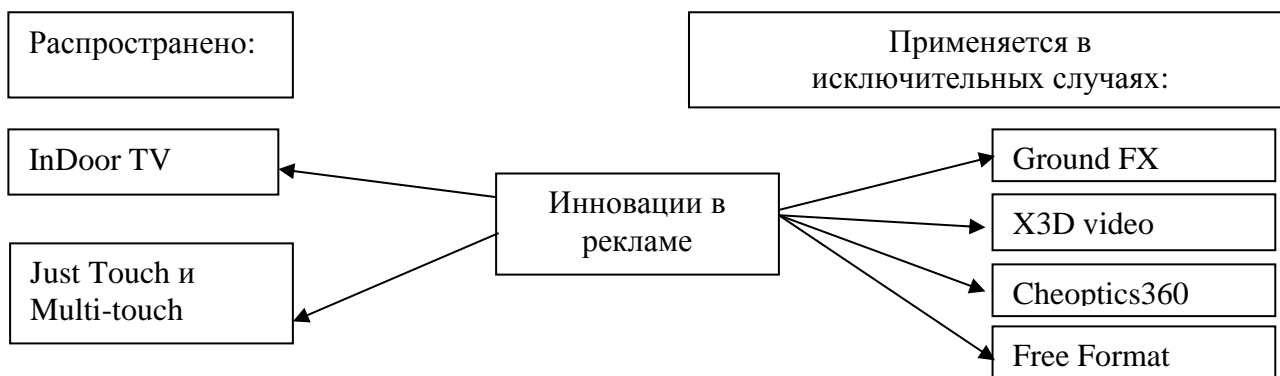 Распространено:
Применяется в
исключительных случаях:
InDoor TV
Ground FX
Инновации в
рекламе
X3D video
Just Touch и
Multi-touch
Cheoptics360
Free Format